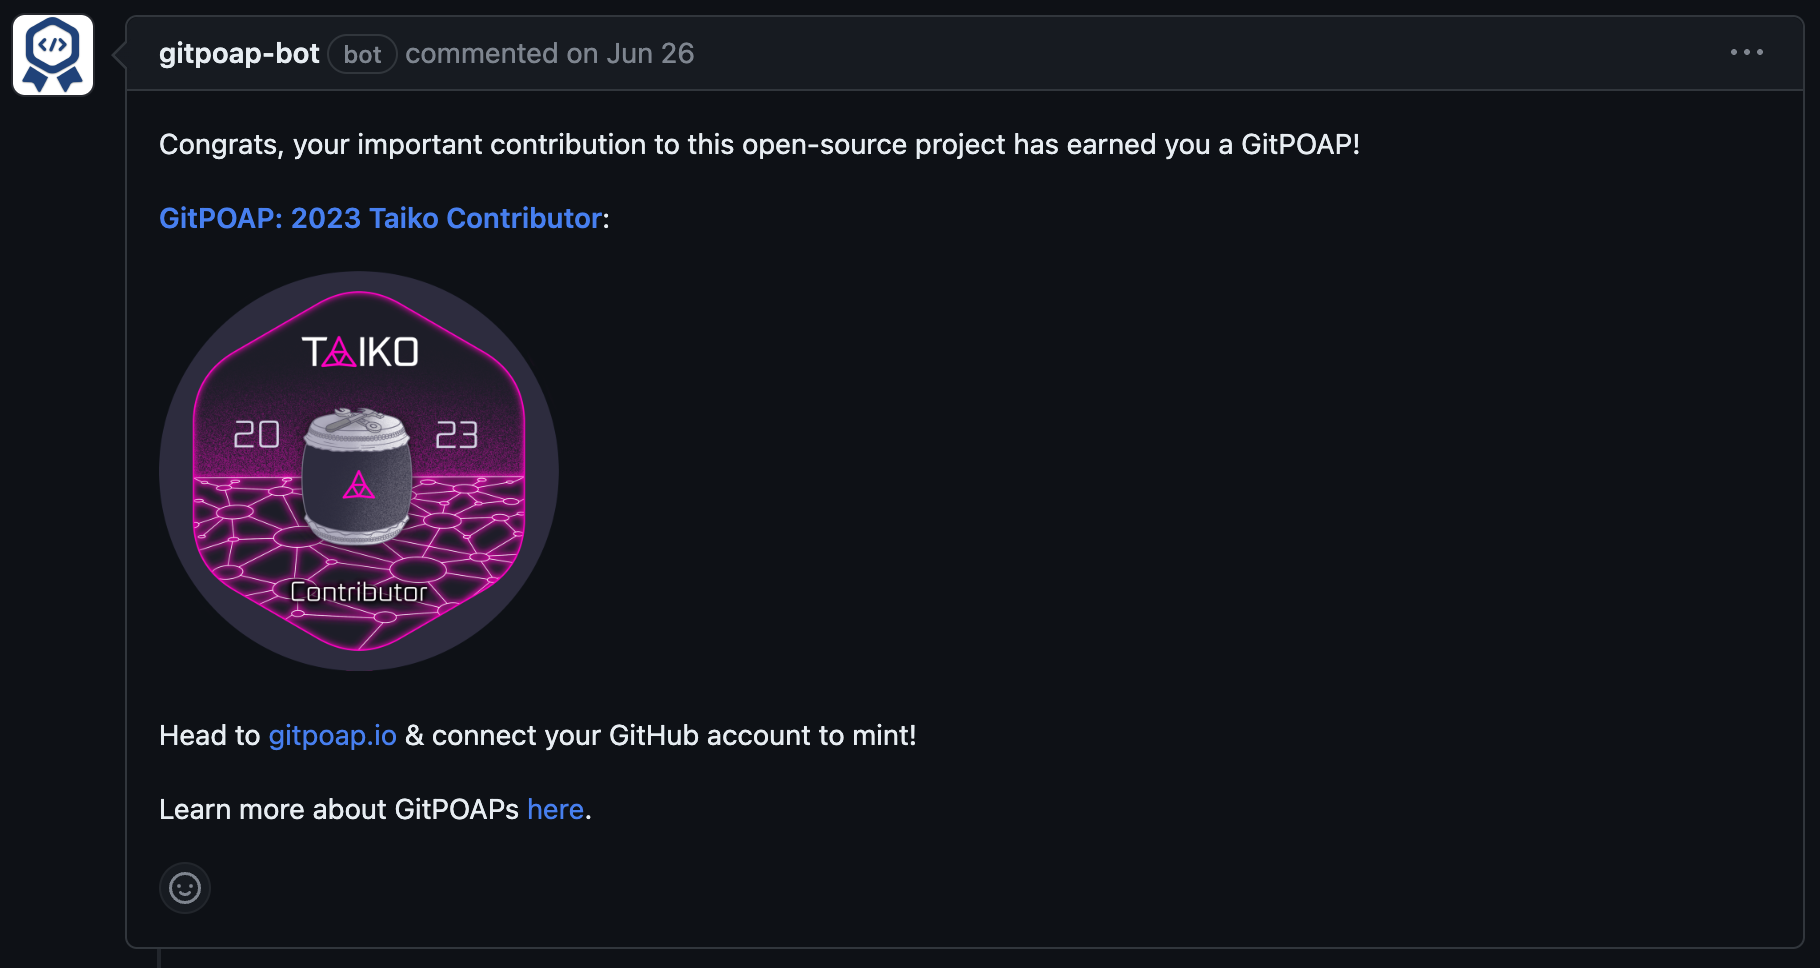 gitpoap-bot bot commented on Jun 26
Congrats, your important contribution to this open-source project has earned you a GitPOAP!
GitPOAP: 2023 Taiko Contributor:
TAIKO
20 23
Contributor
Head to gitpoap.io & connect your GitHub account to mint!
Learn more about GitPOAPs here.